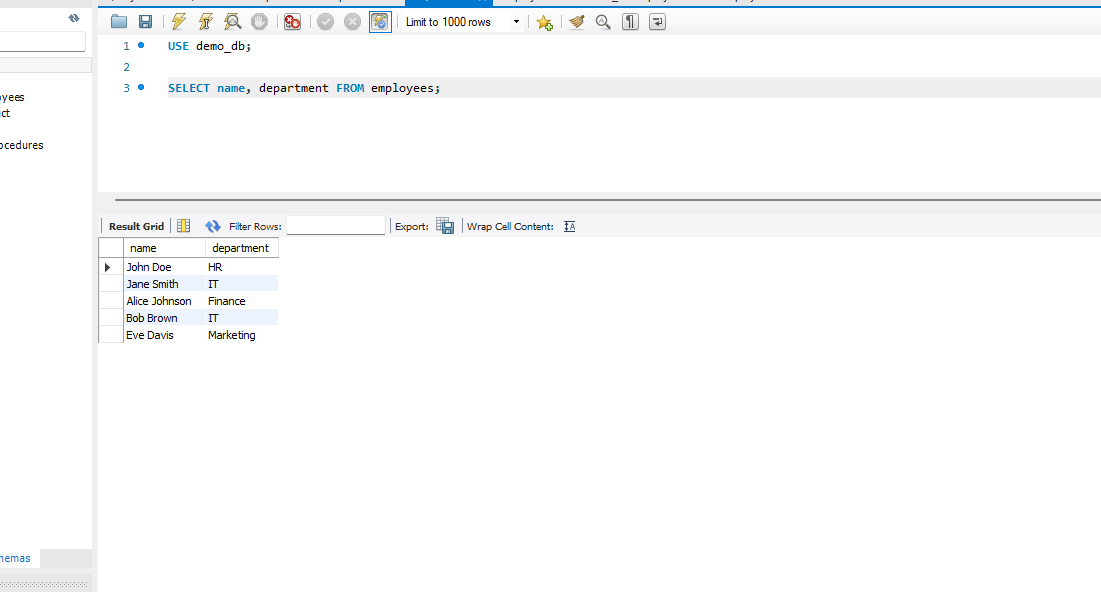 Limit to 1000 rows
1 USE demo_db;
2
3 SELECT name, department FROM employees;
yees
ct
ocedures
Result Grid Filter Rows: Export: Wrap Cell Content:
name department
John Doe HR
Jane Smith IT
Alice Johnson Finance
Bob Brown IT
Eve Davis Marketing
hemas